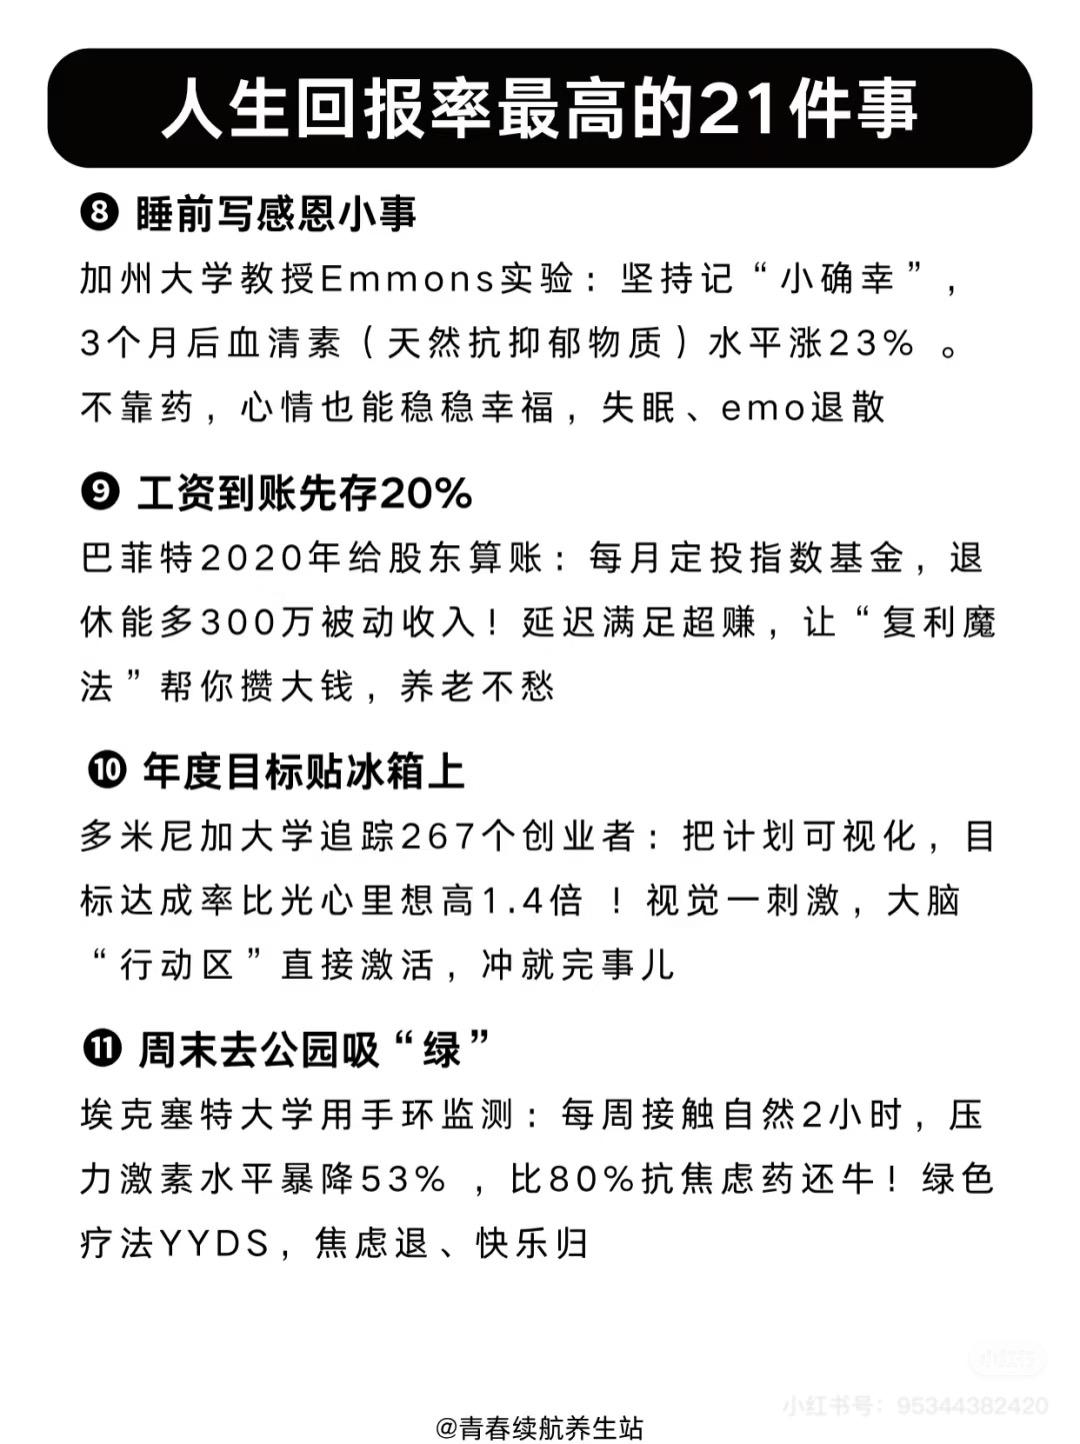 人生回报率最高的21件事
❽ 睡前写感恩小事
加州大学教授Emmons实验：坚持记“小确幸”，
3个月后血清素（天然抗抑郁物质）水平涨23%。
不靠药，心情也能稳稳幸福，失眠、emo退散
❾ 工资到账先存20%
巴菲特2020年给股东算账：每月定投指数基金，退
休能多300万被动收入！延迟满足超赚，让“复利魔
法”帮你攒大钱，养老不愁
❿ 年度目标贴冰箱上
多米尼加大学追踪267个创业者：把计划可视化，目
标达成率比光心里想高1.4倍 ！视觉一刺激，大脑
“行动区”直接激活，冲就完事儿
⓫ 周末去公园吸“绿”
埃克塞特大学用手环监测：每周接触自然2小时，压
力激素水平暴降53% ，比80%抗焦虑药还牛！绿色
疗法YYDS，焦虑退、快乐归
小红书
小红书号：95344382420
@青春续航养生站